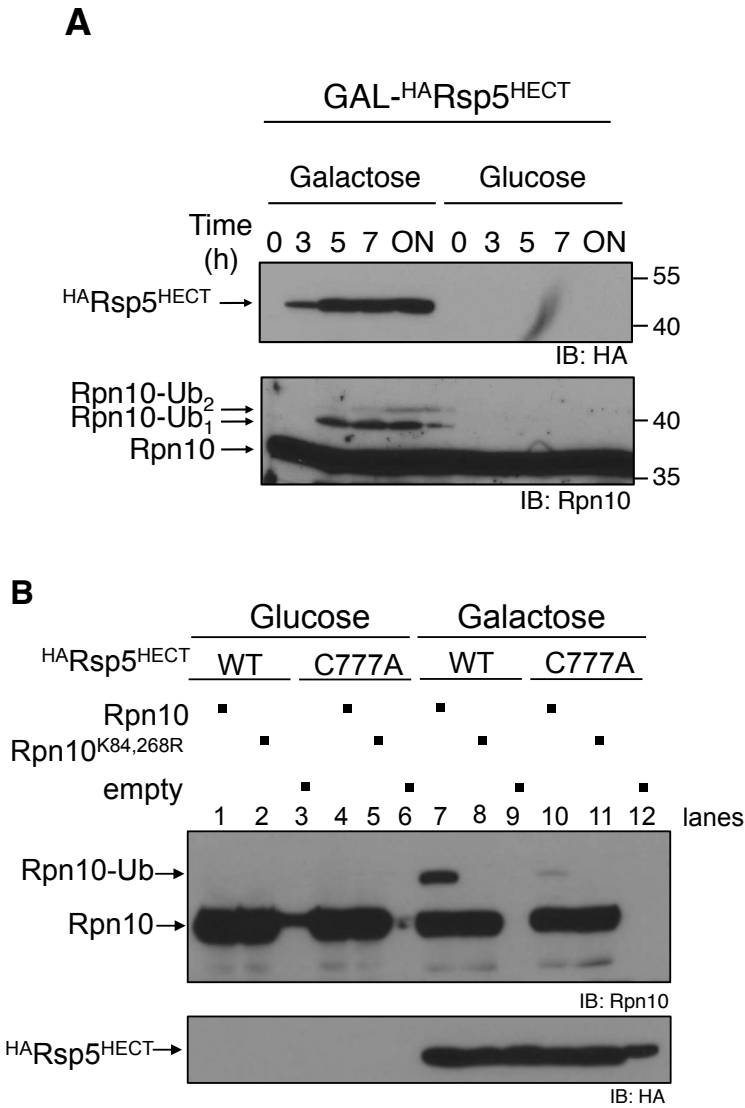 A
GAL-HARsp5HECT
Galactose Glucose
Time (h) 0 3 5 7 ON 0 3 5 7 ON
HARsp5HECT
55
40
IB: HA
Rpn10-Ub2
Rpn10-Ub1
Rpn10
40
35
IB: Rpn10
B
Glucose Galactose
HARsp5HECT WT C777A WT C777A
Rpn10
Rpn10K84,268R
empty
1 2 3 4 5 6 7 8 9 10 11 12 lanes
Rpn10-Ub
Rpn10
IB: Rpn10
HARsp5HECT
IB: HA